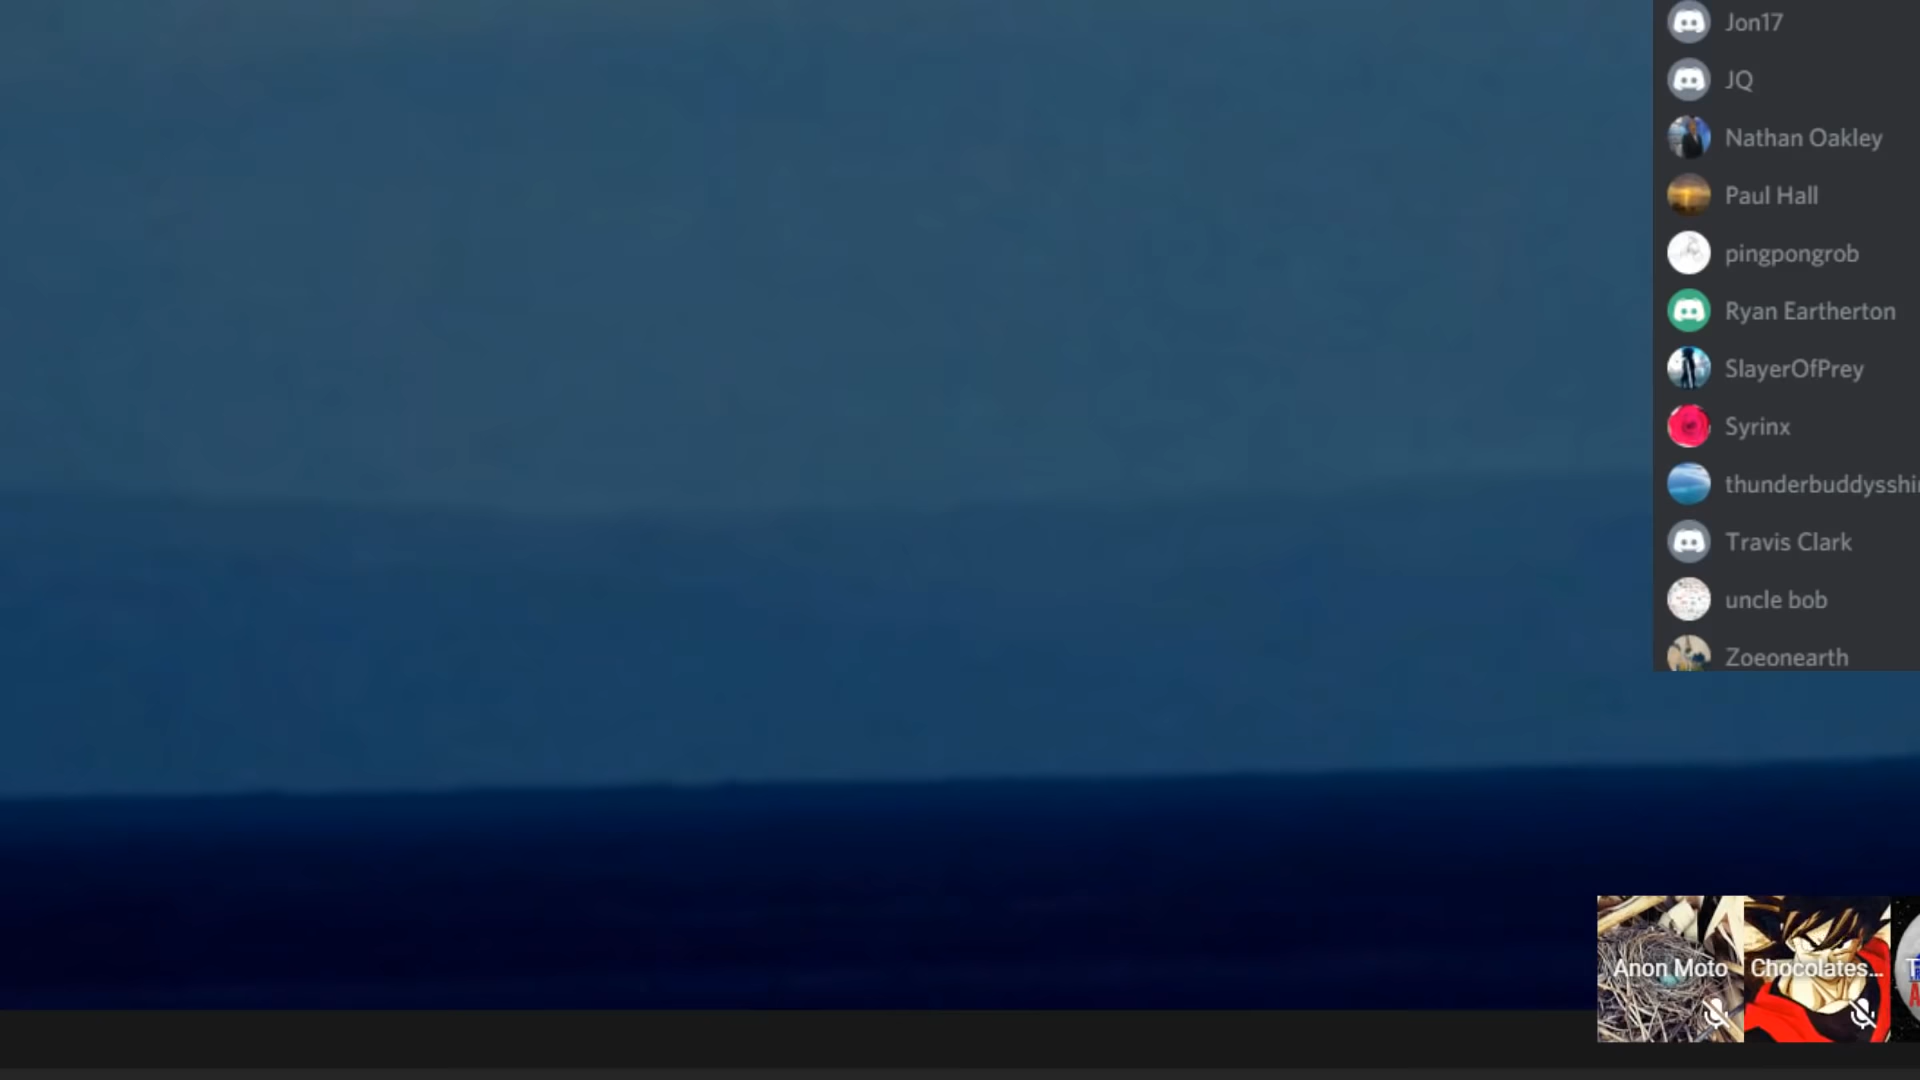 Jon17
JQ
Nathan Oakley
Paul Hall
pingpongrob
Ryan Eartherton
SlayerOfPrey
Syrinx
thunderbuddysshi
Travis Clark
uncle bob
Zoeonearth
Anon Moto
Chocolates...